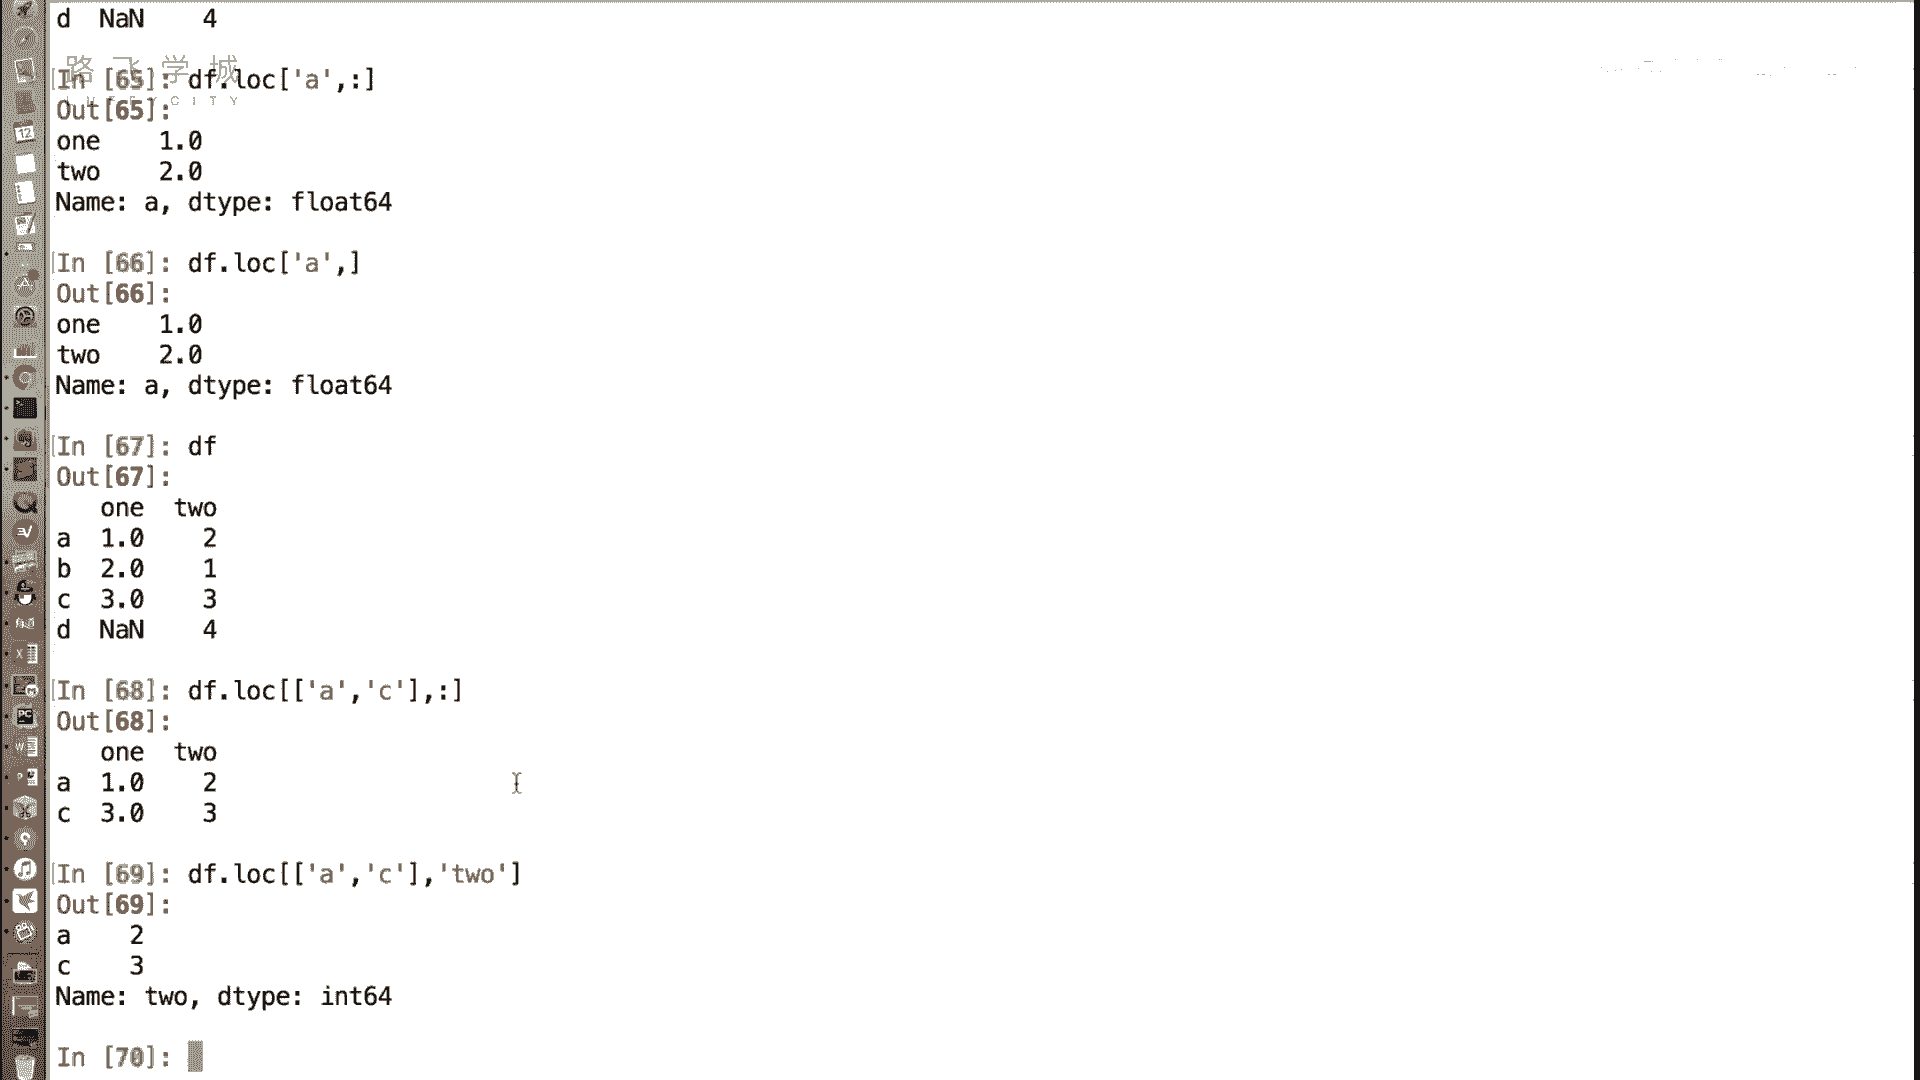 d  NaN    4
路飞学城
In [65]: df.loc['a',:]
LUFFYCITY
Out[65]:
one    1.0
two    2.0
Name: a, dtype: float64
In [66]: df.loc['a',]
Out[66]:
one    1.0
two    2.0
Name: a, dtype: float64
In [67]: df
Out[67]:
   one  two
a  1.0    2
b  2.0    1
c  3.0    3
d  NaN    4
In [68]: df.loc[['a','c'],:]
Out[68]:
   one  two
a  1.0    2
c  3.0    3
In [69]: df.loc[['a','c'],'two']
Out[69]:
a    2
c    3
Name: two, dtype: int64
In [70]: